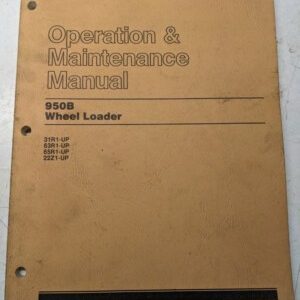 Operation &
Maintenance
Manual
950B
Wheel Loader
31R1-UP
63R1-UP
65R1-UP
22Z1-UP